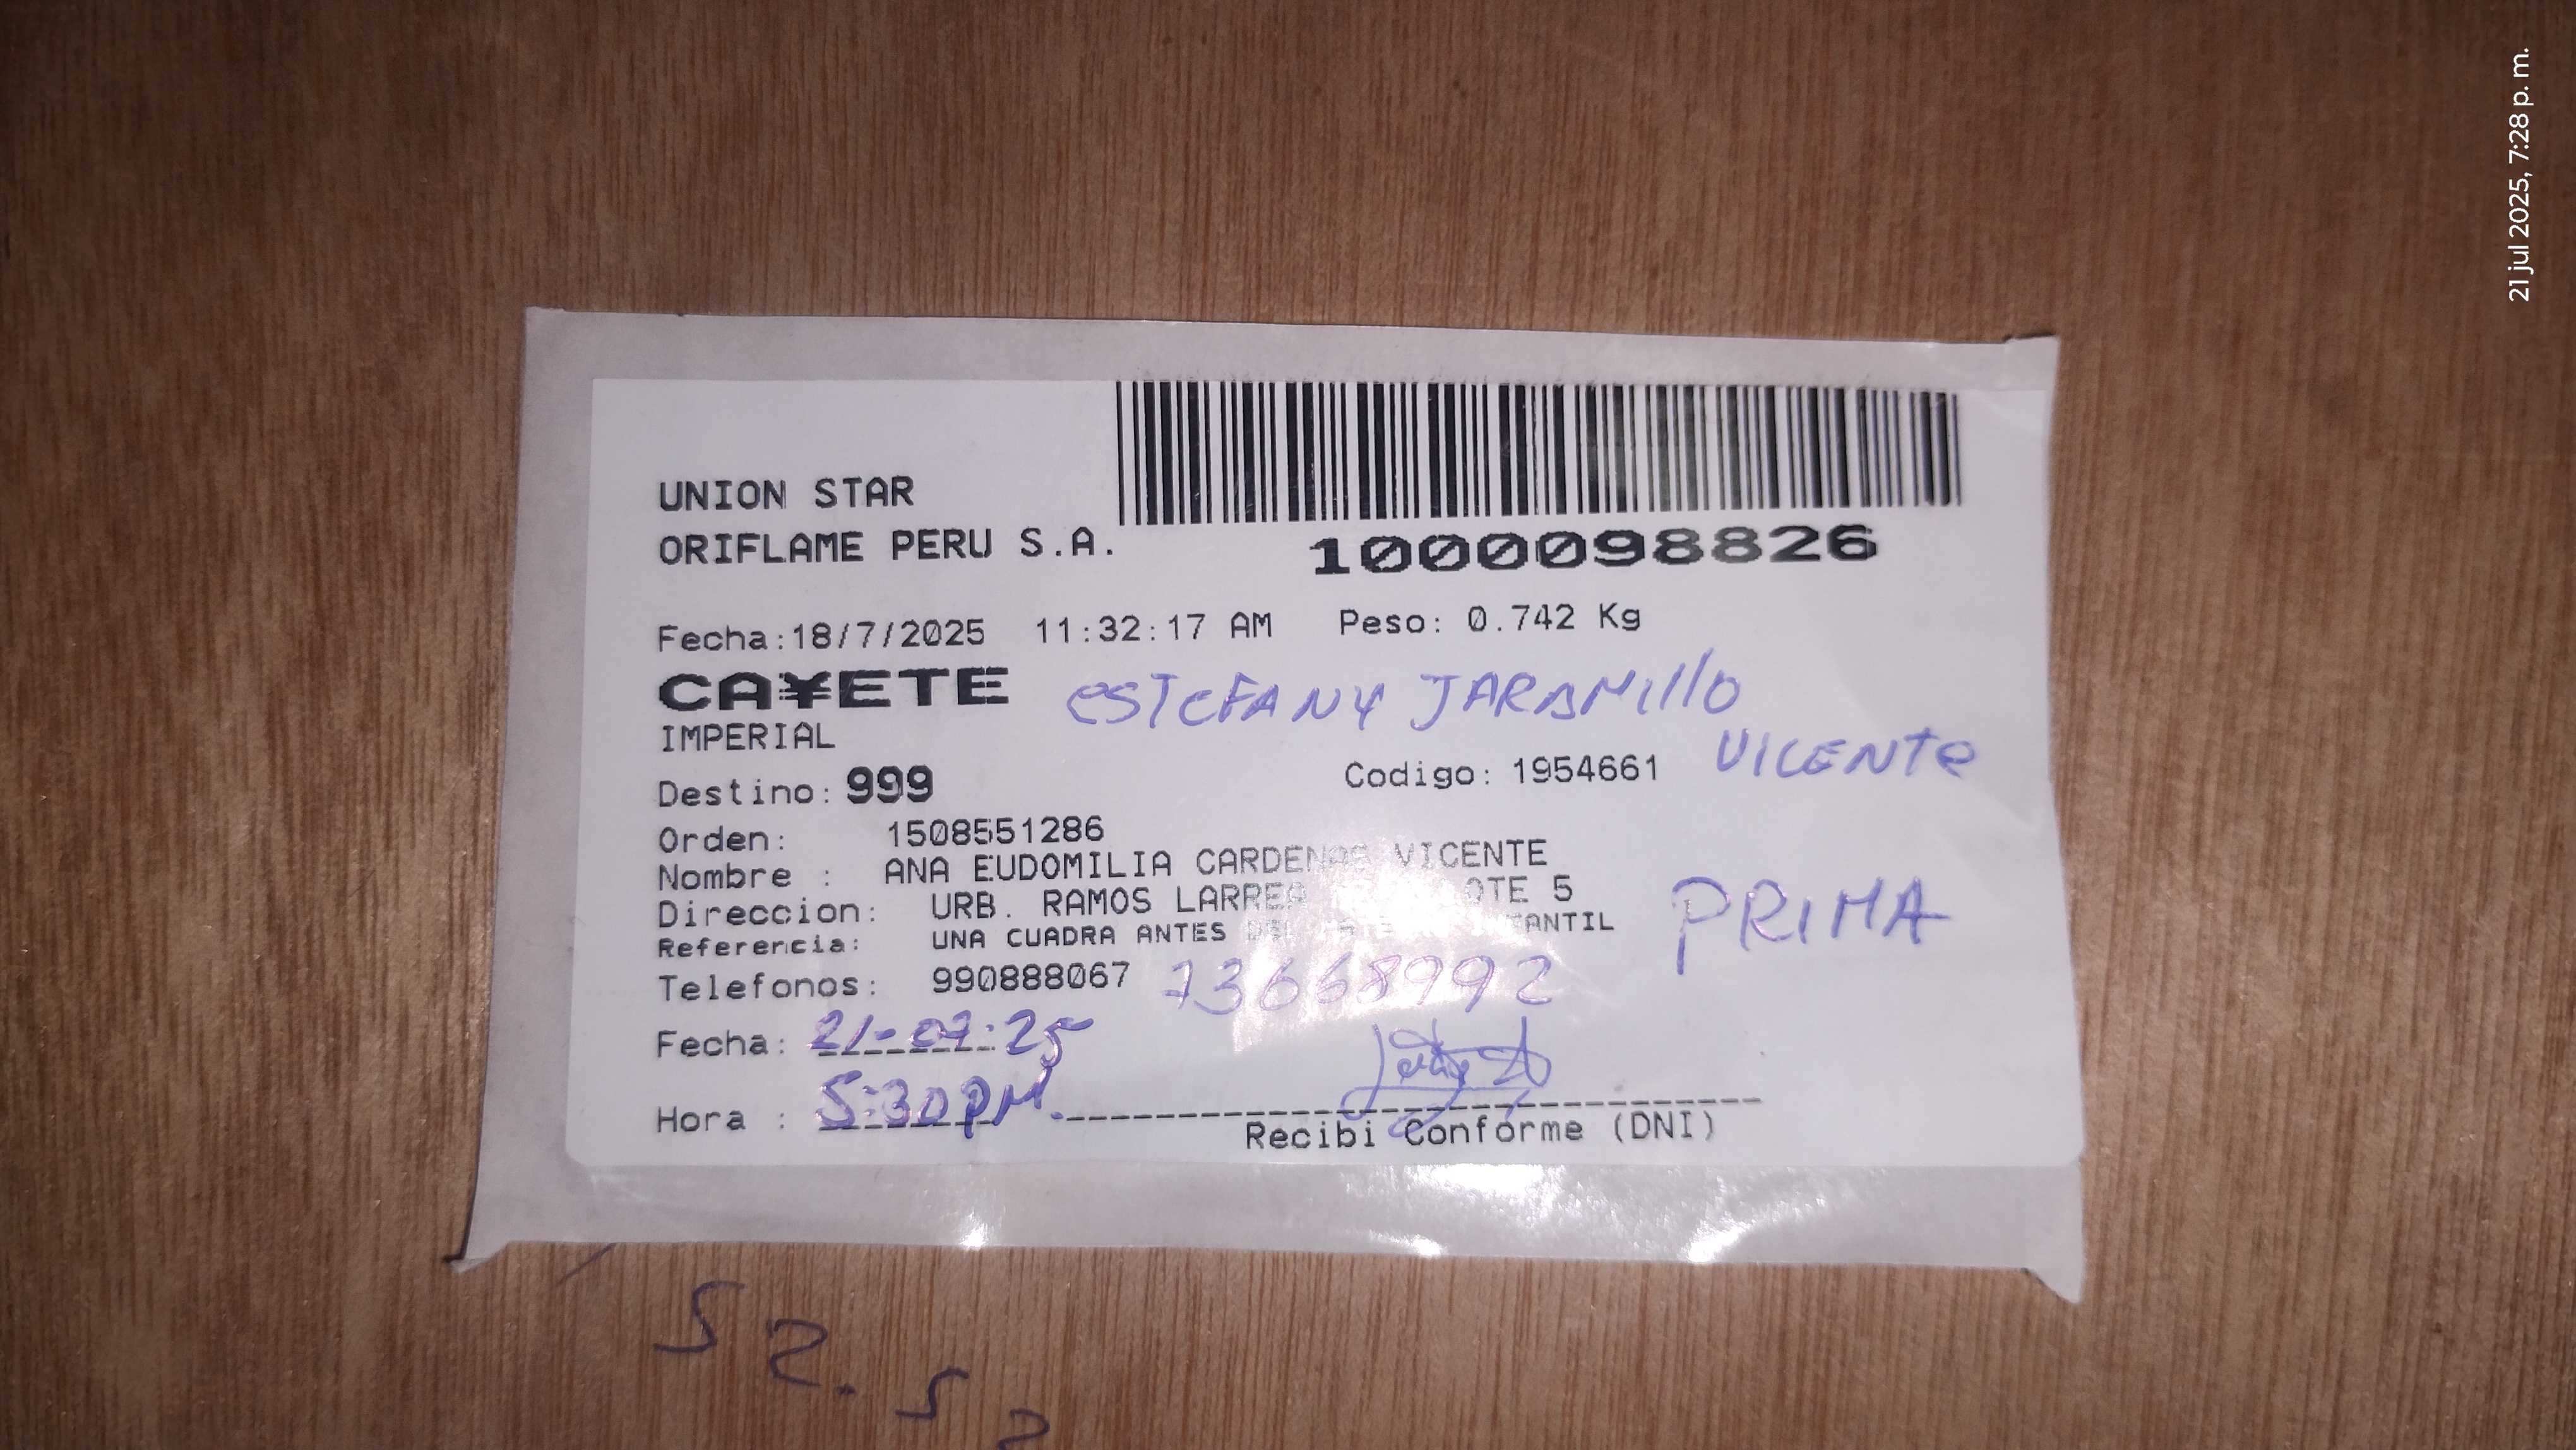 21 jul 2025, 7:28 p. m.
UNION STAR
ORIFLAME PERU S.A.
1000098826
Fecha:18/7/2025 11:32:17 AM Peso: 0.742 Kg
CA¥ETE ESTEFANY JARAMIllO
IMPERIAL
VICENTE
Destino: 999 Codigo: 1954661
Orden: 1508551286
Nombre : ANA EUDOMILIA CARDENAS VICENTE
Direccion: URB. RAMOS LARREA OTE 5
PRIMA
Referencia: UNA CUADRA ANTES DEL ANTIL
Telefonos: 990888067 73668992
Fecha: 21-07-25
Hora : 5:30PM.
Recibi Conforme (DNI)
52.5